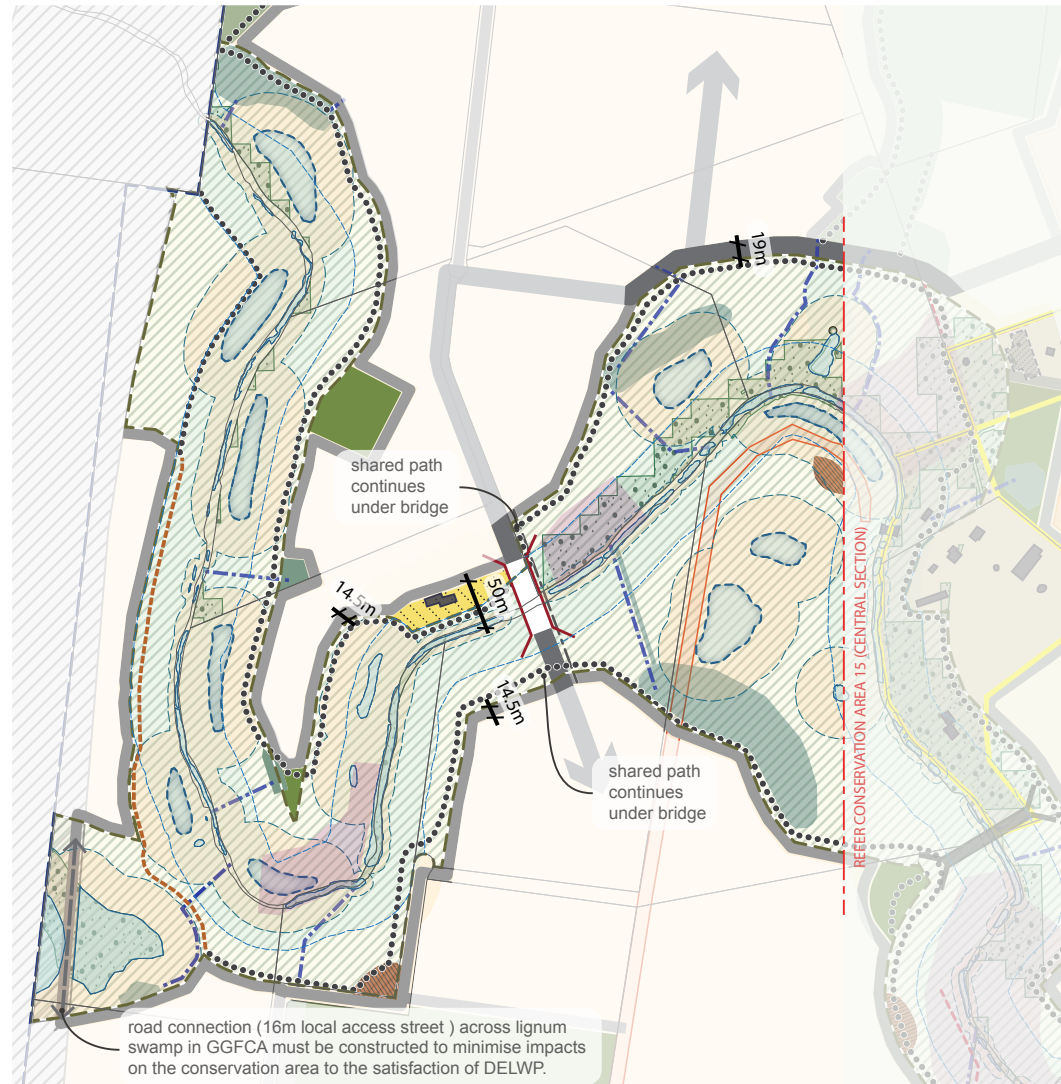 19m
shared path
continues
under bridge
14.5m
50m
14.5m
shared path
continues
under bridge
REFER CONSERVATION AREA 15 (CENTRAL SECTION)
road connection (16m local access street ) across lignum
swamp in GGFCA must be constructed to minimise impacts
on the conservation area to the satisfaction of DELWP.